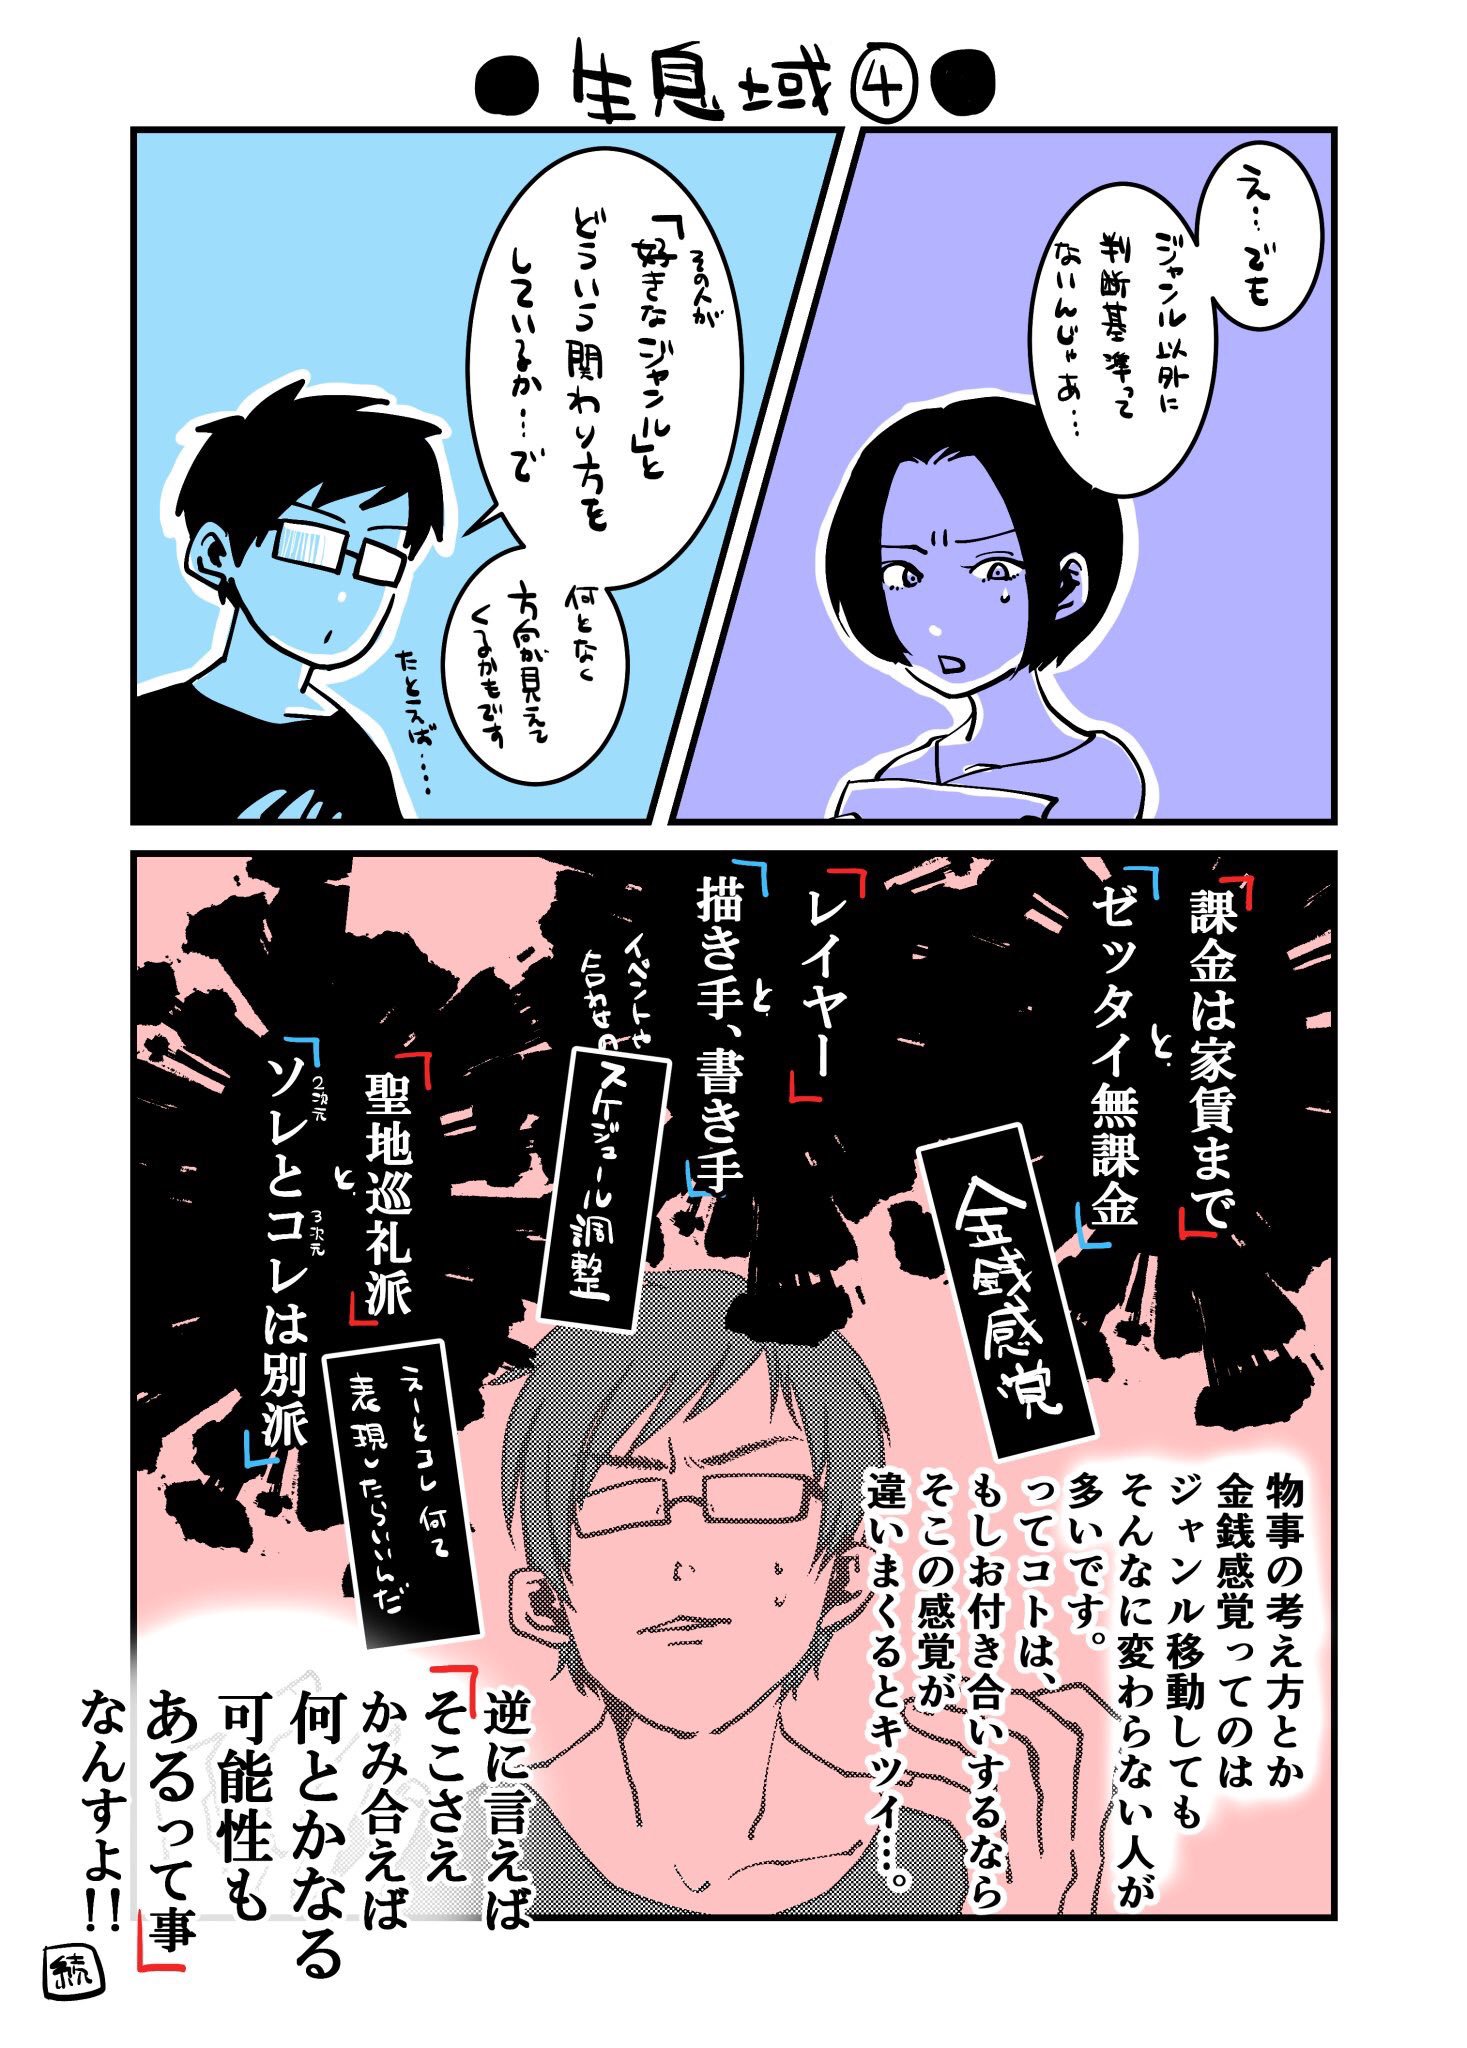 ●生息域④●
え…でも
ジャンル以外に
判断基準って
ないんじゃあ…
その人が
「好きなジャンル」と
どういう関わり方を
しているか…で
何となく
方向が見えて
くるかもです
たとえば……
「課金は家賃まで」
と
「ゼッタイ無課金」
金銭感覚
「レイヤー」
と
「描き手、書き手」
イベントや
合わせの
スケジュール調整
「聖地巡礼派」
と
「ソレとコレは別派」
2次元
3次元
えーとコレ何て
表現したらいいんだ
物事の考え方とか
金銭感覚ってのは
ジャンル移動しても
そんなに変わらない人が
多いです。
ってコトは、
もしお付き合いするなら
そこの感覚が
違いまくるとキツイ…。
逆に言えば
「そこさえ
かみ合えば
何とかなる
可能性も
あるって事」
なんすよ!!
続